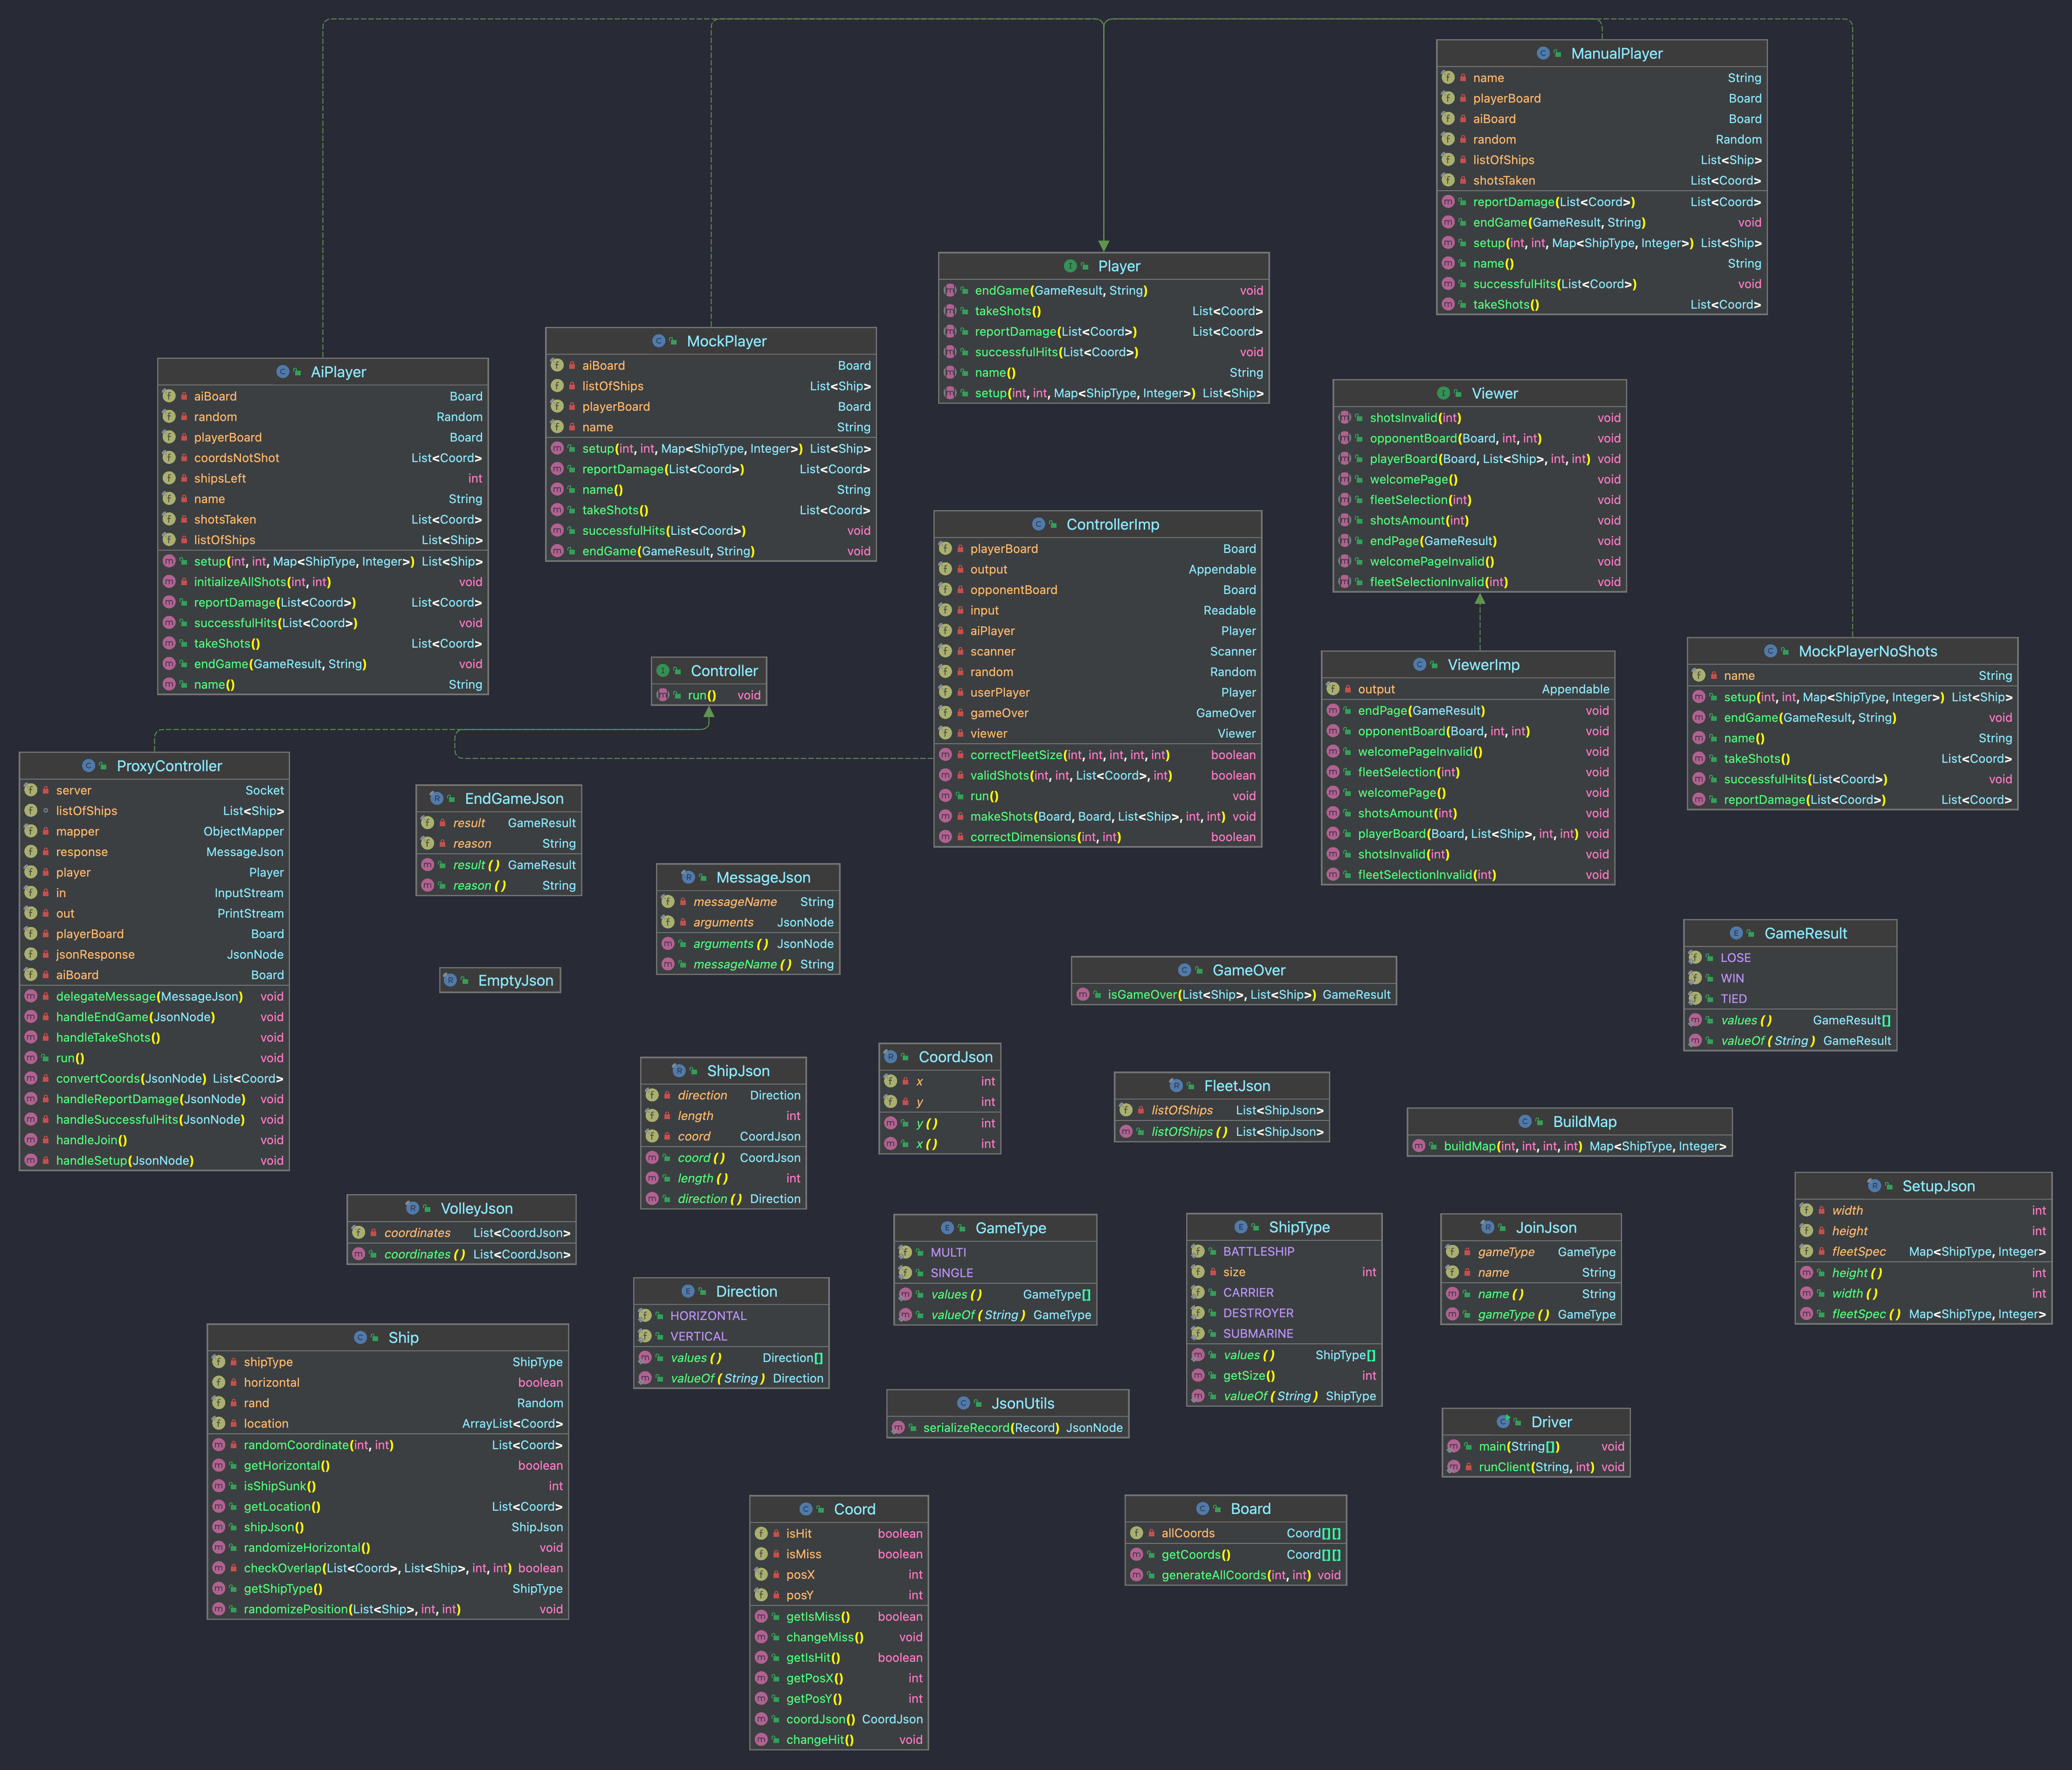 ManualPlayer
name String
playerBoard Board
aiBoard Board
random Random
listOfShips List<Ship>
shotsTaken List<Coord>
reportDamage(List<Coord>) List<Coord>
endGame(GameResult, String) void
setup(int, int, Map<ShipType, Integer>) List<Ship>
name() String
successfulHits(List<Coord>) void
takeShots() List<Coord>
Player
endGame(GameResult, String) void
takeShots() List<Coord>
reportDamage(List<Coord>) List<Coord>
successfulHits(List<Coord>) void
name() String
setup(int, int, Map<ShipType, Integer>) List<Ship>
MockPlayer
aiBoard Board
listOfShips List<Ship>
playerBoard Board
name String
setup(int, int, Map<ShipType, Integer>) List<Ship>
reportDamage(List<Coord>) List<Coord>
name() String
takeShots() List<Coord>
successfulHits(List<Coord>) void
endGame(GameResult, String) void
AiPlayer
aiBoard Board
random Random
playerBoard Board
coordsNotShot List<Coord>
shipsLeft int
name String
shotsTaken List<Coord>
listOfShips List<Ship>
setup(int, int, Map<ShipType, Integer>) List<Ship>
initializeAllShots(int, int) void
reportDamage(List<Coord>) List<Coord>
successfulHits(List<Coord>) void
takeShots() List<Coord>
endGame(GameResult, String) void
name() String
Viewer
shotsInvalid(int) void
opponentBoard(Board, int, int) void
playerBoard(Board, List<Ship>, int, int) void
welcomePage() void
fleetSelection(int) void
shotsAmount(int) void
endPage(GameResult) void
welcomePageInvalid() void
fleetSelectionInvalid(int) void
ControllerImp
playerBoard Board
output Appendable
opponentBoard Board
input Readable
aiPlayer Player
scanner Scanner
random Random
userPlayer Player
gameOver GameOver
viewer Viewer
correctFleetSize(int, int, int, int, int) boolean
validShots(int, int, List<Coord>, int) boolean
run() void
makeShots(Board, Board, List<Ship>, int, int) void
correctDimensions(int, int) boolean
Controller
run() void
ViewerImp
output Appendable
endPage(GameResult) void
opponentBoard(Board, int, int) void
welcomePageInvalid() void
fleetSelection(int) void
welcomePage() void
shotsAmount(int) void
playerBoard(Board, List<Ship>, int, int) void
shotsInvalid(int) void
fleetSelectionInvalid(int) void
MockPlayerNoShots
name String
setup(int, int, Map<ShipType, Integer>) List<Ship>
endGame(GameResult, String) void
name() String
takeShots() List<Coord>
successfulHits(List<Coord>) void
reportDamage(List<Coord>) List<Coord>
ProxyController
server Socket
listOfShips List<Ship>
mapper ObjectMapper
response MessageJson
player Player
in InputStream
out PrintStream
playerBoard Board
jsonResponse JsonNode
aiBoard Board
delegateMessage(MessageJson) void
handleEndGame(JsonNode) void
handleTakeShots() void
run() void
convertCoords(JsonNode) List<Coord>
handleReportDamage(JsonNode) void
handleSuccessfulHits(JsonNode) void
handleJoin() void
handleSetup(JsonNode) void
EndGameJson
result GameResult
reason String
result() GameResult
reason() String
MessageJson
messageName String
arguments JsonNode
arguments() JsonNode
messageName() String
EmptyJson
GameOver
isGameOver(List<Ship>, List<Ship>) GameResult
GameResult
LOSE
WIN
TIED
values() GameResult[]
valueOf(String) GameResult
ShipJson
direction Direction
length int
coord CoordJson
coord() CoordJson
length() int
direction() Direction
CoordJson
x int
y int
y() int
x() int
FleetJson
listOfShips List<ShipJson>
listOfShips() List<ShipJson>
BuildMap
buildMap(int, int, int, int) Map<ShipType, Integer>
SetupJson
width int
height int
fleetSpec Map<ShipType, Integer>
height() int
width() int
fleetSpec() Map<ShipType, Integer>
VolleyJson
coordinates List<CoordJson>
coordinates() List<CoordJson>
GameType
MULTI
SINGLE
values() GameType[]
valueOf(String) GameType
ShipType
BATTLESHIP
size int
CARRIER
DESTROYER
SUBMARINE
values() ShipType[]
getSize() int
valueOf(String) ShipType
JoinJson
gameType GameType
name String
name() String
gameType() GameType
Direction
HORIZONTAL
VERTICAL
values() Direction[]
valueOf(String) Direction
Ship
shipType ShipType
horizontal boolean
rand Random
location ArrayList<Coord>
randomCoordinate(int, int) List<Coord>
getHorizontal() boolean
isShipSunk() int
getLocation() List<Coord>
shipJson() ShipJson
randomizeHorizontal() void
checkOverlap(List<Coord>, List<Ship>, int, int) boolean
getShipType() ShipType
randomizePosition(List<Ship>, int, int) void
JsonUtils
serializeRecord(Record) JsonNode
Driver
main(String[]) void
runClient(String, int) void
Coord
isHit boolean
isMiss boolean
posX int
posY int
getIsMiss() boolean
changeMiss() void
getIsHit() boolean
getPosX() int
getPosY() int
coordJson() CoordJson
changeHit() void
Board
allCoords Coord[][]
getCoords() Coord[][]
generateAllCoords(int, int) void